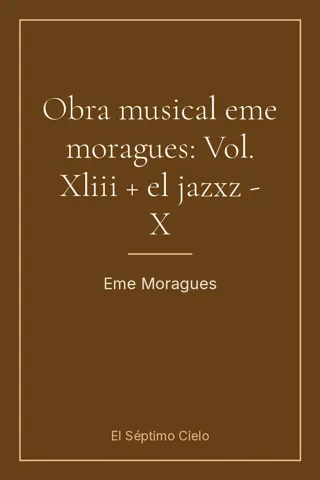 Obra musical eme
moragues: Vol.
Xliii + el jazxz -
X
Eme Moragues
El Séptimo Cielo